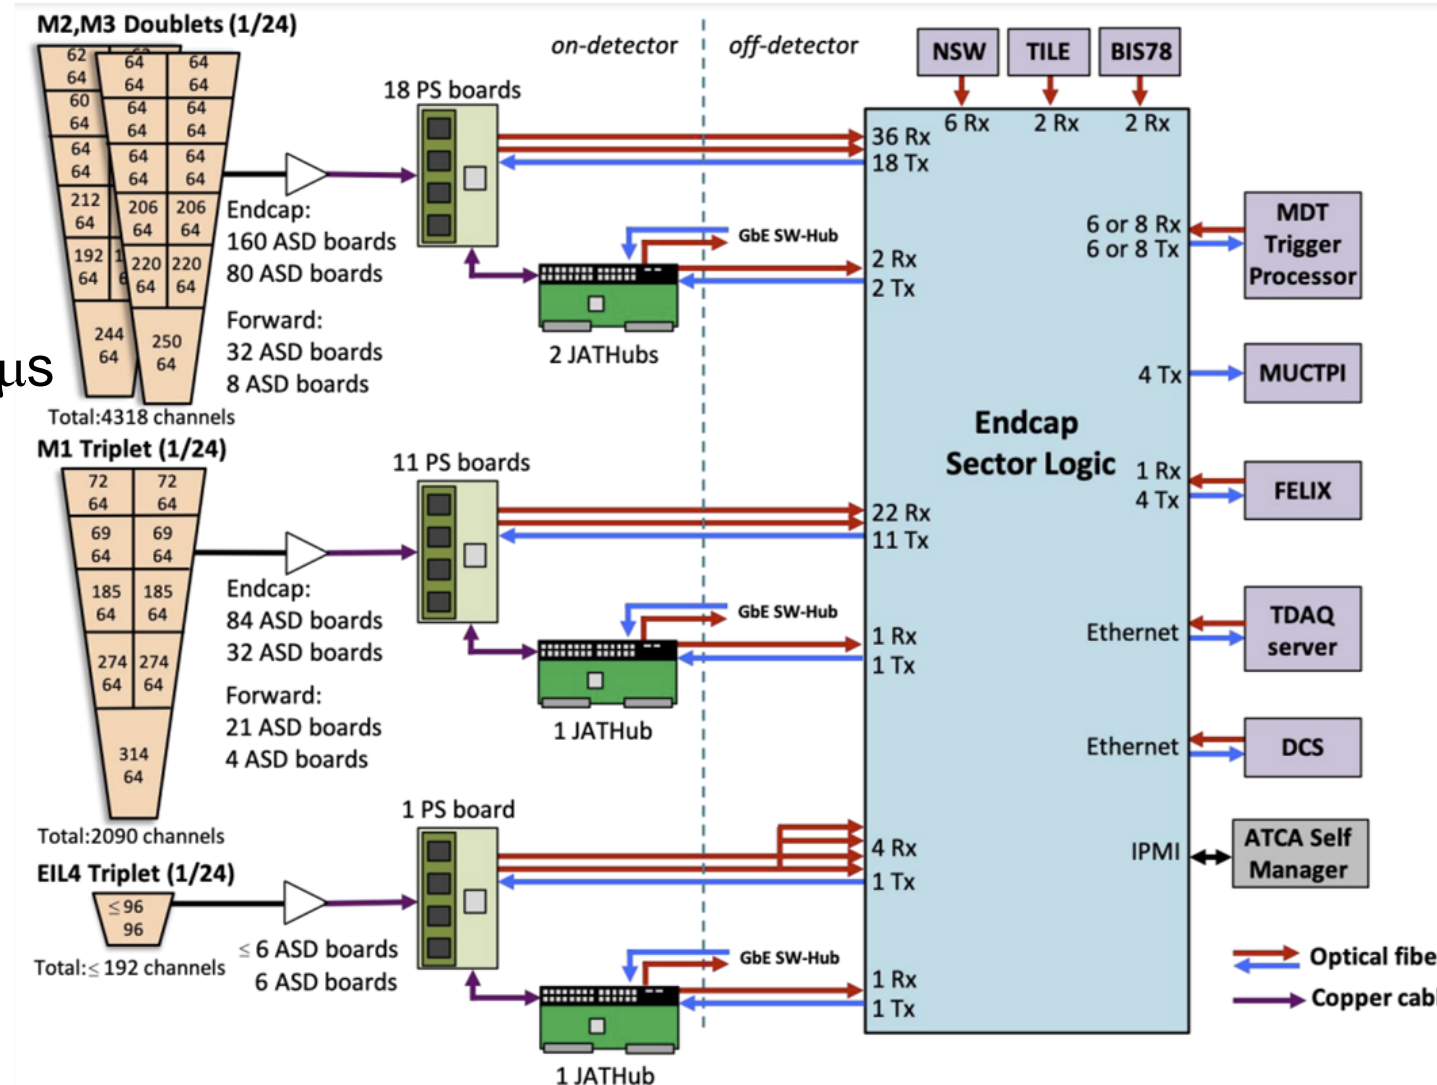 M2,M3 Doublets (1/24)
62
64
60
64
64
64
212
64
192
64
244
64
64
64
64
64
64
64
64
64
64
64
64
64
206
64
206
64
220
64
220
64
250
64
Total:4318 channels
μs
on-detector
off-detector
18 PS boards
Endcap:
160 ASD boards
80 ASD boards
Forward:
32 ASD boards
8 ASD boards
GbE SW-Hub
2 JATHubs
M1 Triplet (1/24)
72
64
72
64
69
64
69
64
185
64
185
64
274
64
274
64
314
64
Total:2090 channels
11 PS boards
Endcap:
84 ASD boards
32 ASD boards
Forward:
21 ASD boards
4 ASD boards
GbE SW-Hub
1 JATHub
EIL4 Triplet (1/24)
≤96
96
Total:≤192 channels
1 PS board
≤ 6 ASD boards
6 ASD boards
GbE SW-Hub
1 JATHub
NSW
TILE
BIS78
6 Rx
2 Rx
2 Rx
36 Rx
18 Tx
2 Rx
2 Tx
22 Rx
11 Tx
1 Rx
1 Tx
4 Rx
1 Tx
1 Rx
1 Tx
Endcap
Sector Logic
6 or 8 Rx
6 or 8 Tx
MDT
Trigger
Processor
4 Tx
MUCTPI
1 Rx
4 Tx
FELIX
Ethernet
TDAQ
server
Ethernet
DCS
IPMI
ATCA Self
Manager
Optical
Copper